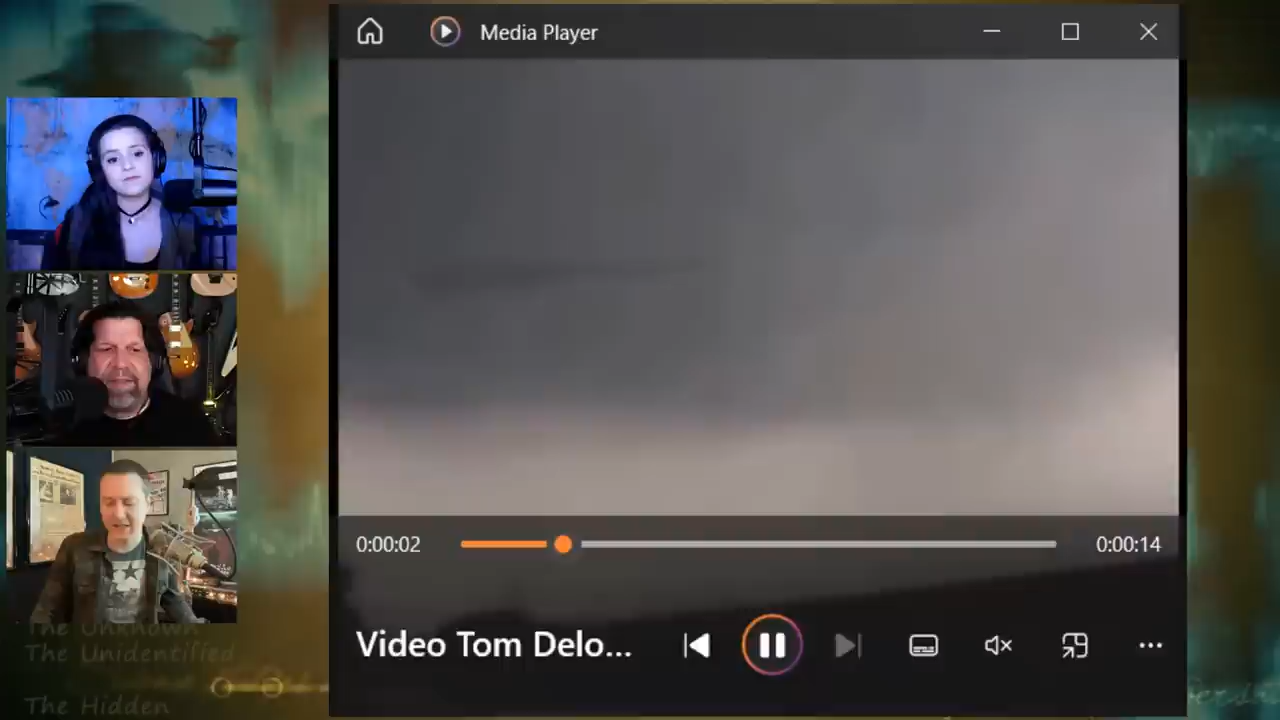 Media Player
0:00:02
0:00:14
Video Tom Delo...
The Unknown
The Unidentified
The Hidden